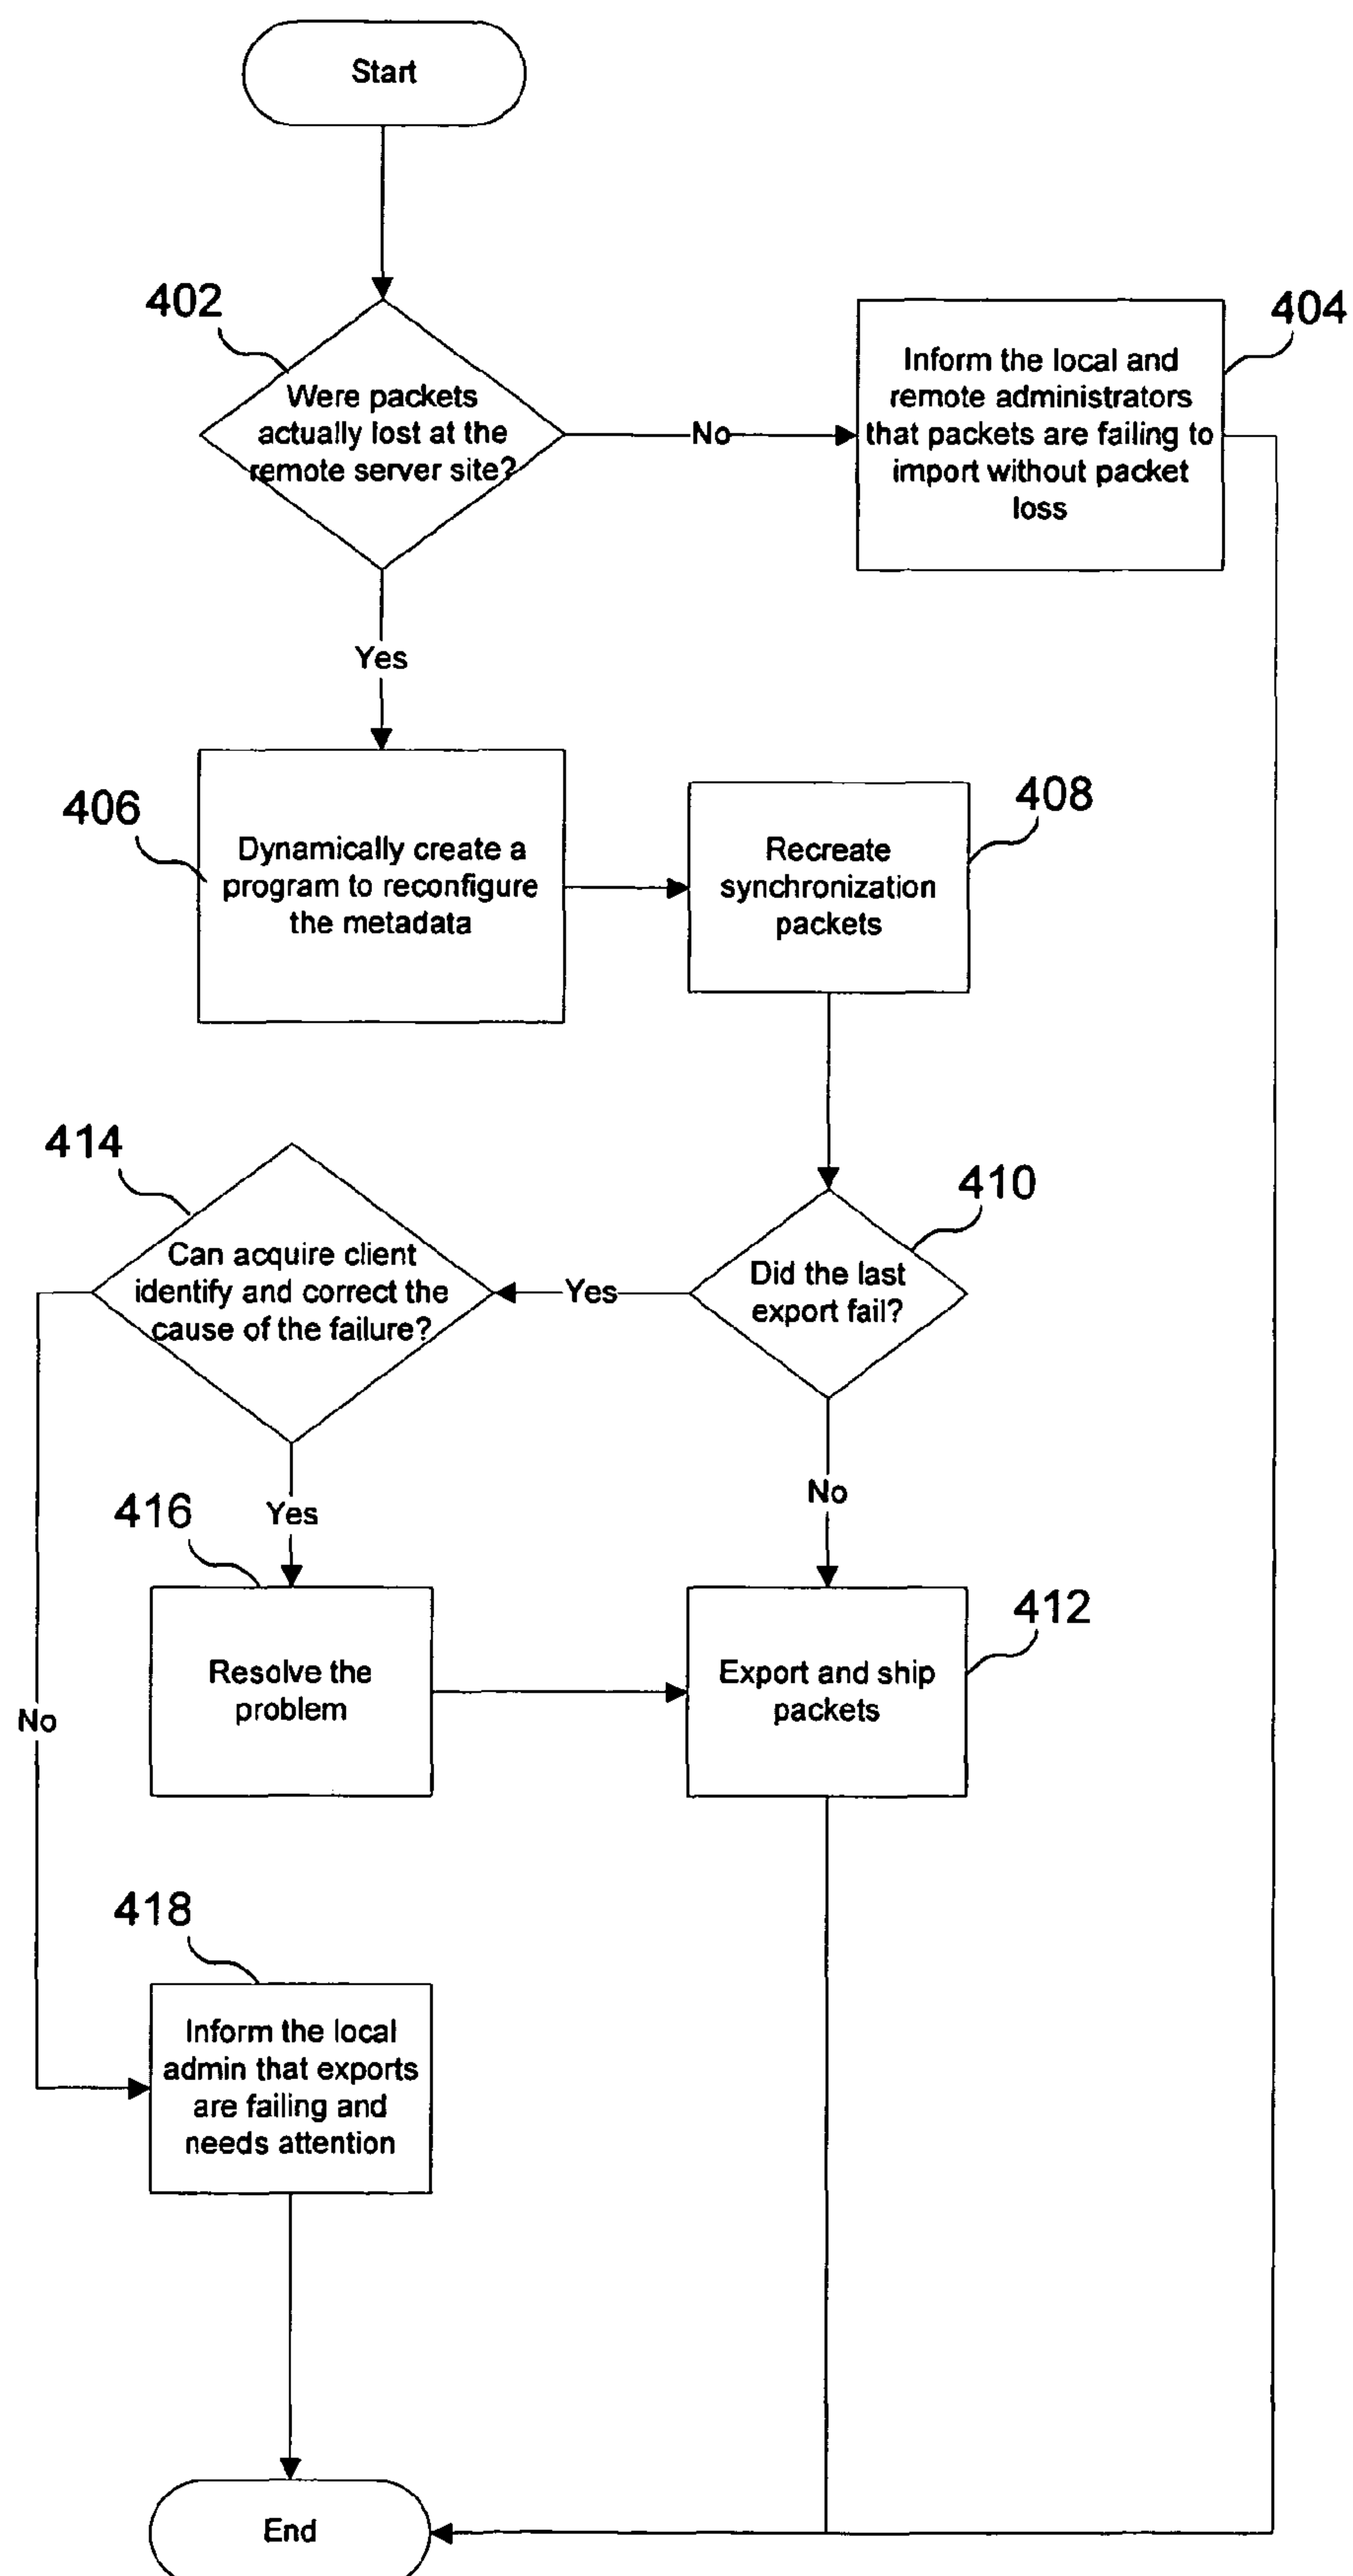 Start
402
Were packets
actually lost at the
remote server site?
No
404
Inform the local and
remote administrators
that packets are failing to
import without packet
loss
Yes
406
Dynamically create a
program to reconfigure
the metadata
408
Recreate
synchronization
packets
414
Can acquire client
identify and correct the
cause of the failure?
Yes
410
Did the last
export fail?
No
416
Yes
Resolve the
problem
412
Export and ship
packets
No
418
Inform the local
admin that exports
are failing and
needs attention
End